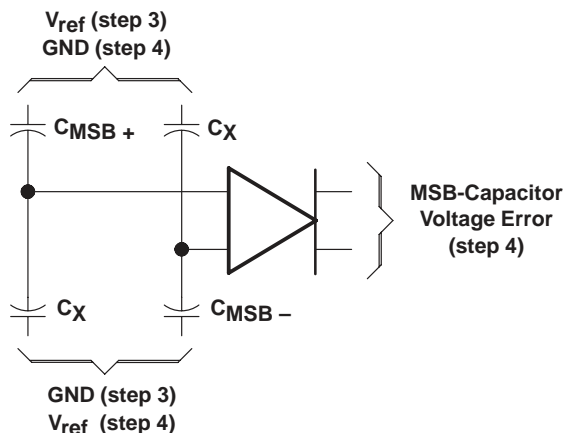 Vref (step 3)
GND (step 4)
CMSB +
CX
MSB-Capacitor
Voltage Error
(step 4)
CX
CMSB –
GND (step 3)
Vref (step 4)